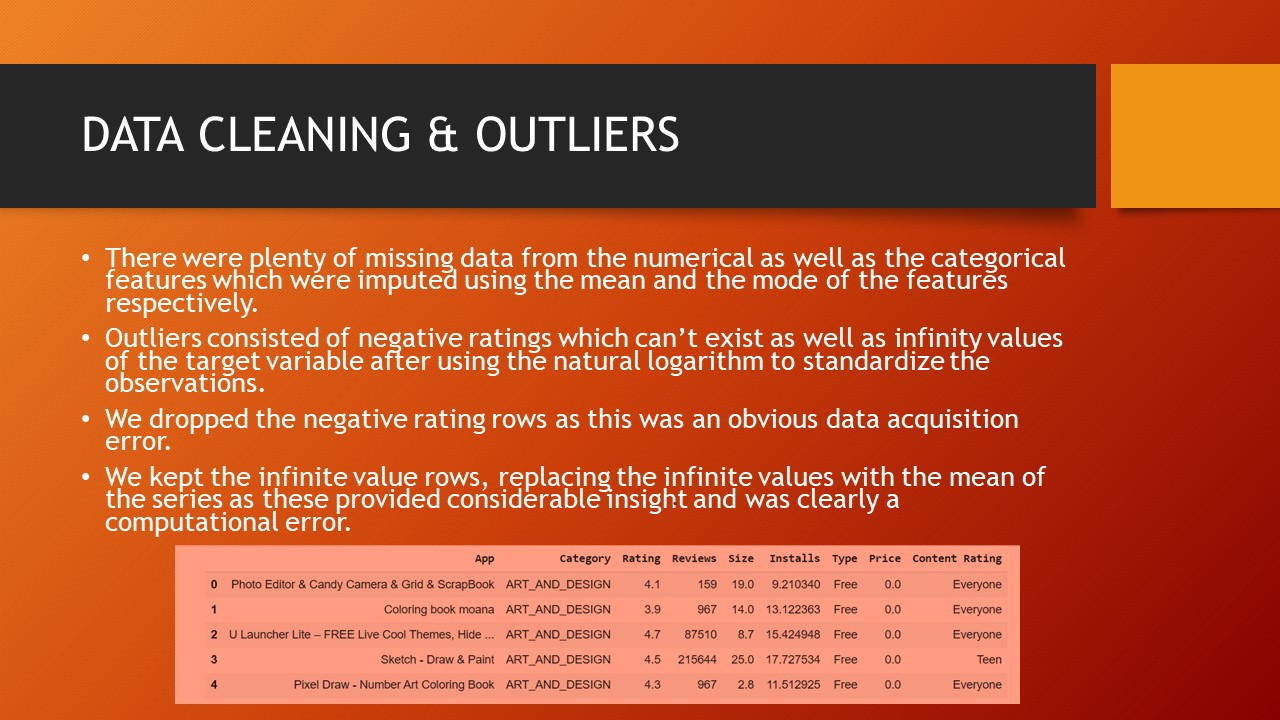 DATA CLEANING & OUTLIERS
• There were plenty of missing data from the numerical as well as the categorical
features which were imputed using the mean and the mode of the features
respectively.
• Outliers consisted of negative ratings which can’t exist as well as infinity values
of the target variable after using the natural logarithm to standardize the
observations.
• We dropped the negative rating rows as this was an obvious data acquisition
error.
• We kept the infinite value rows, replacing the infinite values with the mean of
the series as these provided considerable insight and was clearly a
computational error.
App Category Rating Reviews Size Installs Type Price Content Rating
0 Photo Editor & Candy Camera & Grid & ScrapBook ART_AND_DESIGN 4.1 159 19.0 9.210340 Free 0.0 Everyone
1 Coloring book moana ART_AND_DESIGN 3.9 967 14.0 13.122363 Free 0.0 Everyone
2 U Launcher Lite – FREE Live Cool Themes, Hide ... ART_AND_DESIGN 4.7 87510 8.7 15.424948 Free 0.0 Everyone
3 Sketch - Draw & Paint ART_AND_DESIGN 4.5 215644 25.0 17.727534 Free 0.0 Teen
4 Pixel Draw - Number Art Coloring Book ART_AND_DESIGN 4.3 967 2.8 11.512925 Free 0.0 Everyone